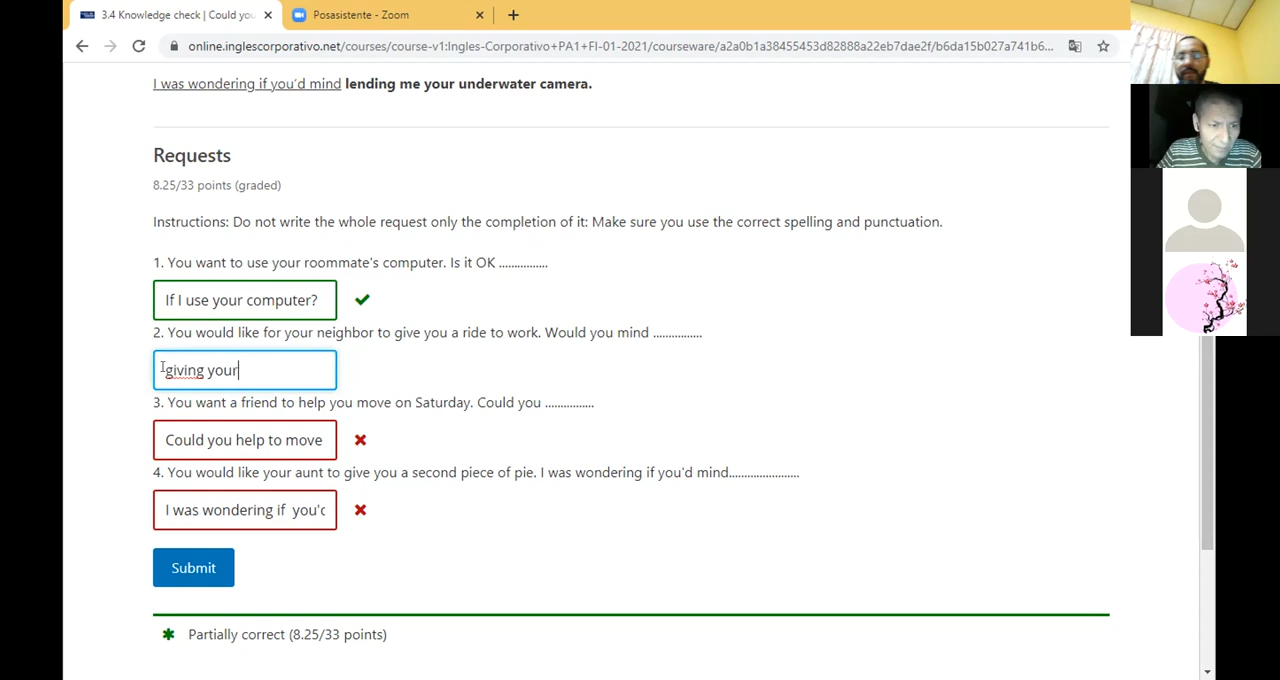 3.4 Knowledge check | Could you
Posasistente - Zoom
online.inglescorporativo.net/courses/course-v1:Ingles-Corporativo+PA1+FI-01-2021/courseware/a2a0b1a38455453d82888a22eb7dae2f/b6da15b027a741b6...
I was wondering if you'd mind lending me your underwater camera.
Requests
8.25/33 points (graded)
Instructions: Do not write the whole request only the completion of it: Make sure you use the correct spelling and punctuation.
1. You want to use your roommate's computer. Is it OK ...............
If I use your computer?
2. You would like for your neighbor to give you a ride to work. Would you mind ...............
giving your
3. You want a friend to help you move on Saturday. Could you ...............
Could you help to move
4. You would like your aunt to give you a second piece of pie. I was wondering if you'd mind.....................
I was wondering if you'd
Submit
Partially correct (8.25/33 points)